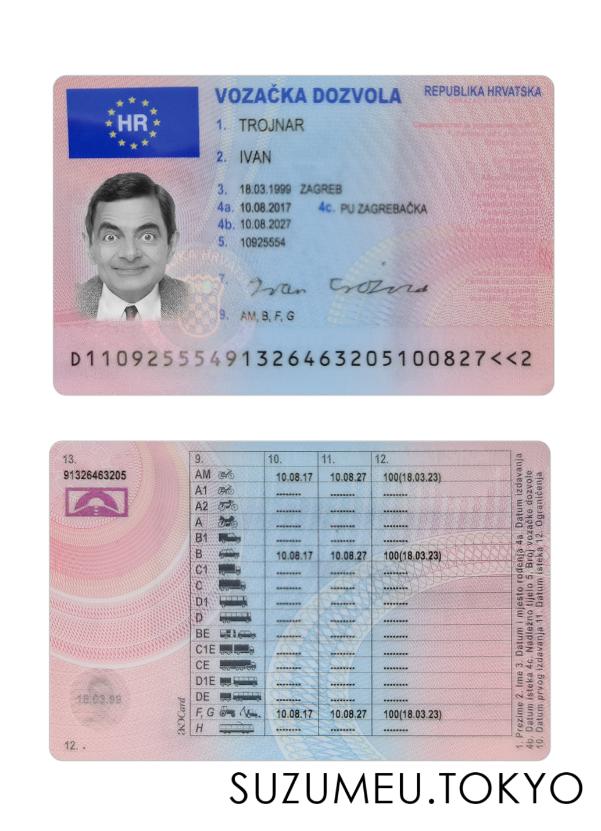 HR
VOZAČKA DOZVOLA
REPUBLIKA HRVATSKA
1. TROJNAR
2. IVAN
3. 18.03.1999 ZAGREB
4a. 10.08.2017 4c. PU ZAGREBAČKA
4b. 10.08.2027
5. 10925554
7.
9. AM, B, F, G
D11092555491326463205100827<<2
13.
91326463205
9. 10. 11. 12.
AM 10.08.17 10.08.27 100(18.03.23)
A1 -------- -------- --------
A2 -------- -------- --------
A -------- -------- --------
B1 -------- -------- --------
B 10.08.17 10.08.27 100(18.03.23)
C1 -------- -------- --------
C -------- -------- --------
D1 -------- -------- --------
D -------- -------- --------
BE -------- -------- --------
C1E -------- -------- --------
CE -------- -------- --------
D1E -------- -------- --------
DE -------- -------- --------
F, G 10.08.17 10.08.27 100(18.03.23)
H -------- -------- --------
18.03.99
12. .
1. Prezime 2. Ime 3. Datum i mjesto rođenja 4a. Datum izdavanja
4b. Datum isteka 4c. Nadležno tijelo 5. Broj vozačke dozvole
10. Datum prvog izdavanja 11. Datum isteka 12. Ograničenja
SUZUMEU.TOKYO